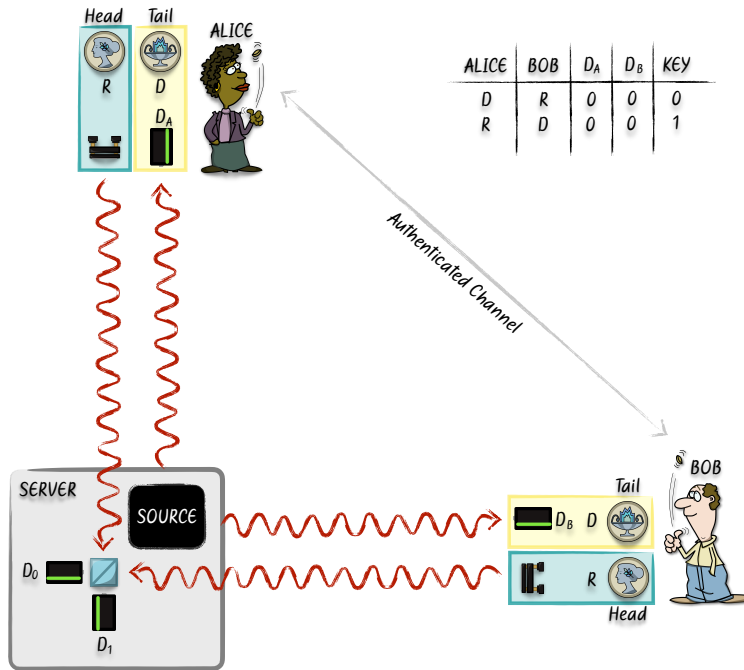 Head Tail
ALICE
R D
D_A
ALICE BOB D_A D_B KEY
D R 0 0 0
R D 0 0 1
Authenticated Channel
SERVER
SOURCE
D_0
D_1
BOB
Tail
D_B D
R
Head